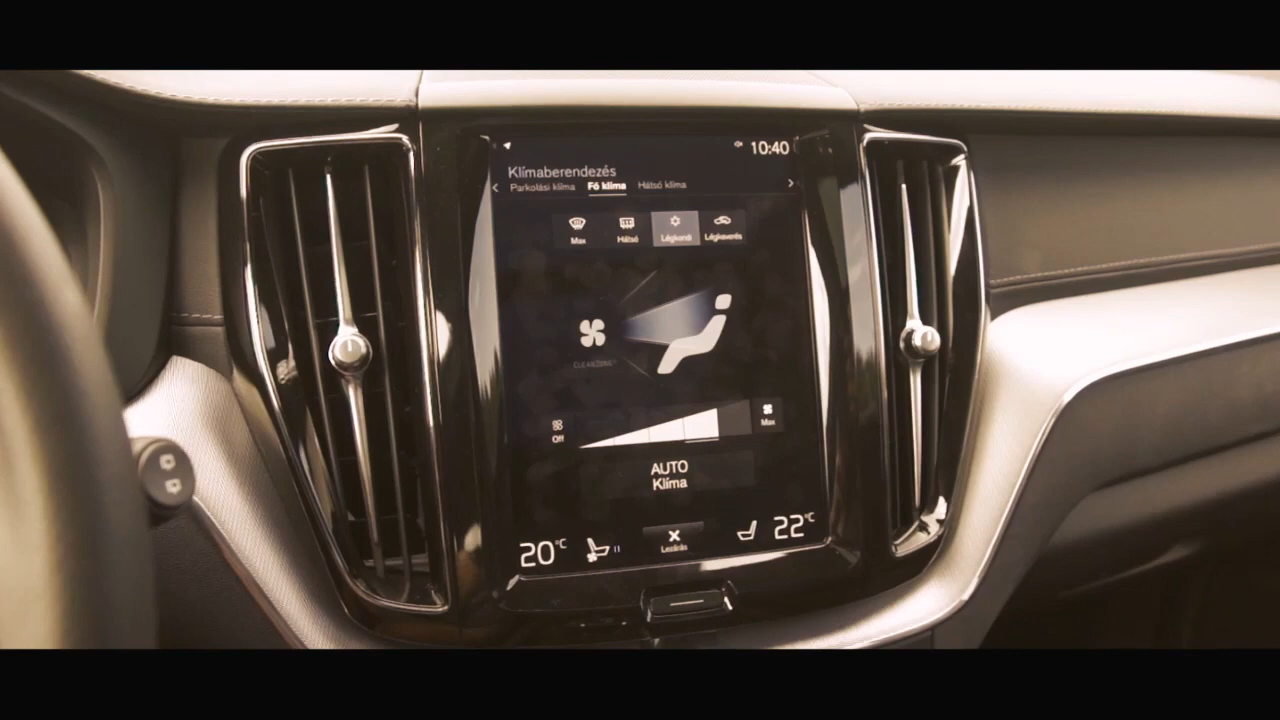 10:40
Klímaberendezés
Parkolási klíma Fő klíma Hátsó klíma
Max Hátsó Légkondi Légkeverés
CLEANZONE
Off Max
AUTO
Klíma
20°C Lezárás 22°C